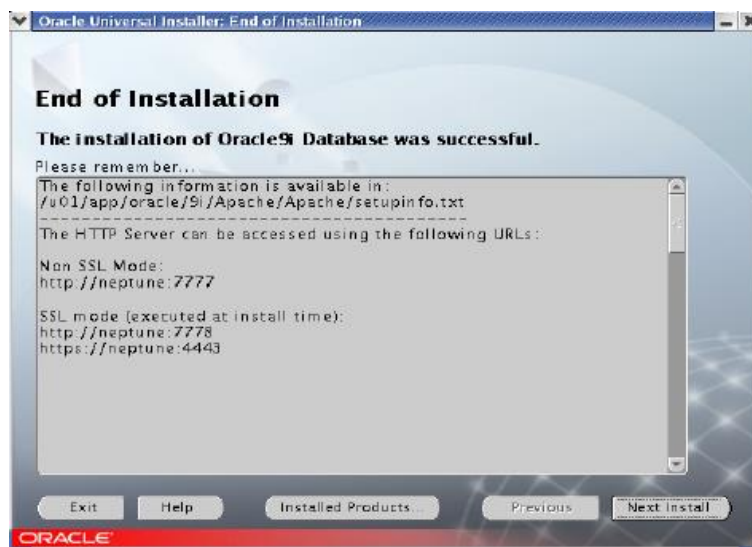 Oracle Universal Installer: End of Installation
End of Installation
The installation of Oracle9i Database was successful.
Please remember...
The following information is available in:
/u01/app/oracle/9i/Apache/Apache/setupinfo.txt
-----------------------------------------------
The HTTP Server can be accessed using the following URLs:
Non SSL Mode:
http://neptune:7777
SSL mode (executed at install time):
http://neptune:7778
https://neptune:4443
Exit Help Installed Products... Previous Next Install
ORACLE